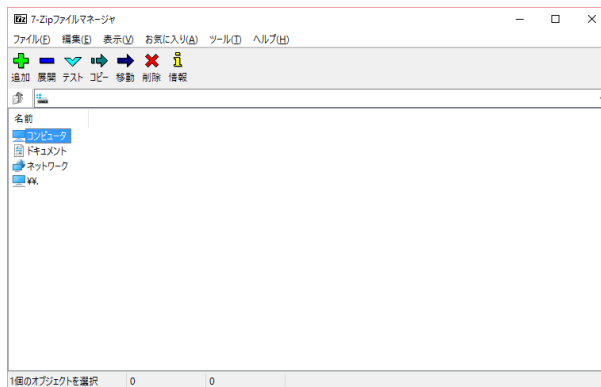 7-Zipファイルマネージャ
ファイル(F) 編集(E) 表示(V) お気に入り(A) ツール(T) ヘルプ(H)
追加 展開 テスト コピー 移動 削除 情報
名前
コンピュータ
ドキュメント
ネットワーク
¥¥.
1個のオブジェクトを選択 0 0